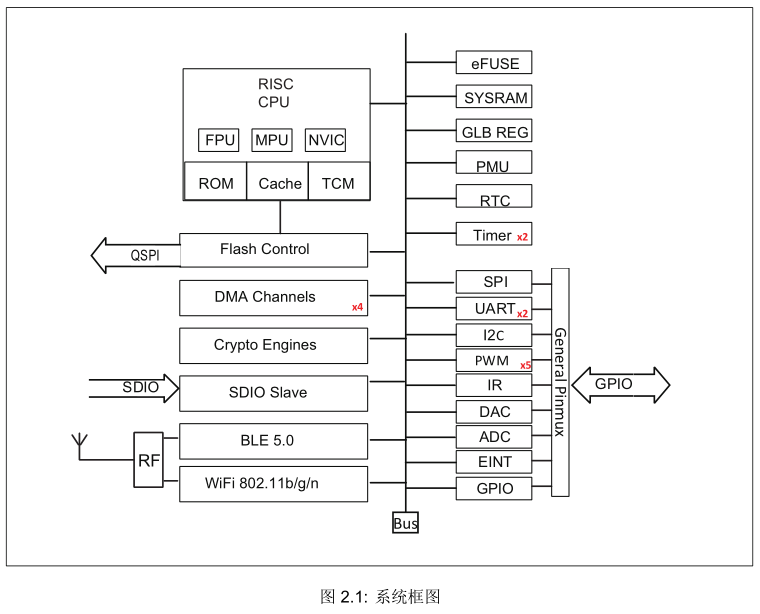 RISC
CPU
FPU MPU NVIC
ROM Cache TCM
QSPI
Flash Control
DMA Channels x4
Crypto Engines
SDIO
SDIO Slave
RF
BLE 5.0
WiFi 802.11b/g/n
Bus
eFUSE
SYSRAM
GLB REG
PMU
RTC
Timer x2
SPI
UART x2
I2C
PWM x5
IR
DAC
ADC
EINT
GPIO
General Pinmux
GPIO
图 2.1: 系统框图